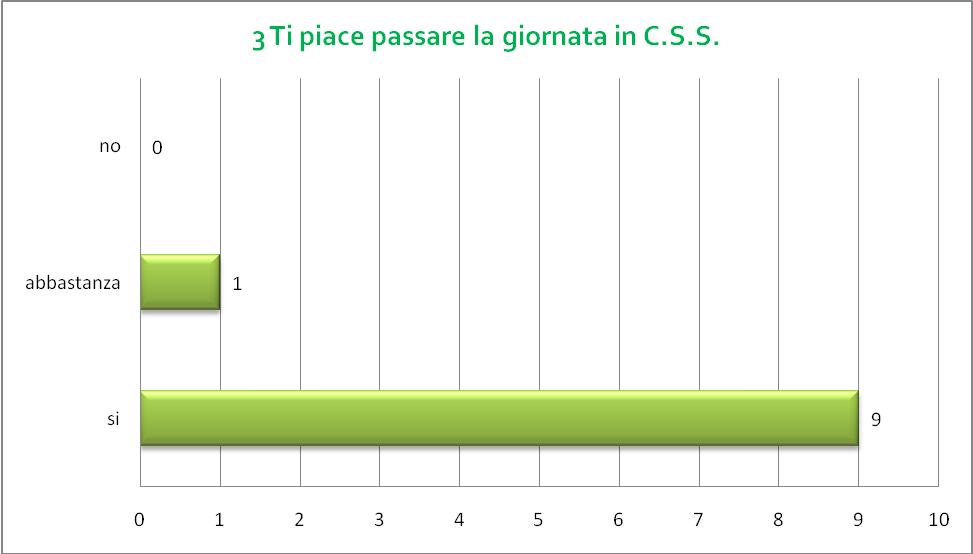 3 Ti piace passare la giornata in C.S.S.
no 0
abbastanza 1
si 9
0 1 2 3 4 5 6 7 8 9 10